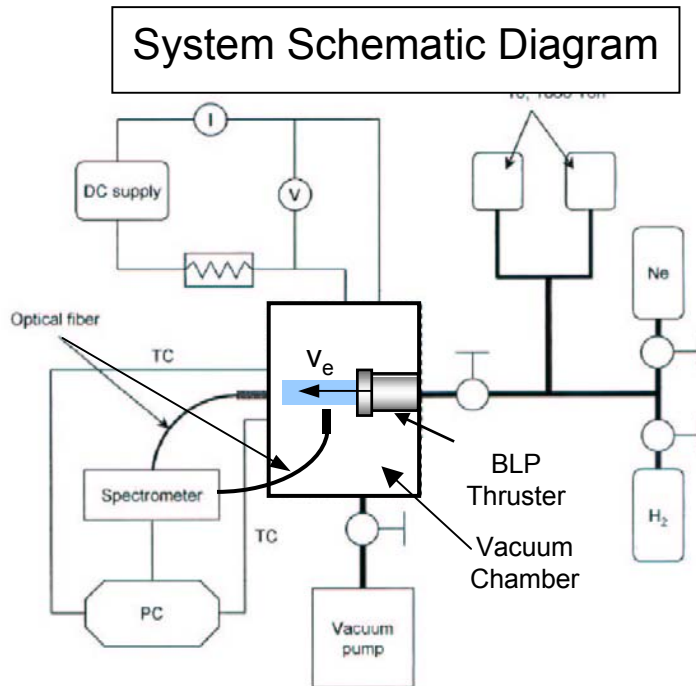 System Schematic Diagram
I
DC supply
V
Ne
Optical fiber
TC
Ve
BLP
Thruster
Spectrometer
H2
TC
Vacuum
Chamber
PC
Vacuum
pump